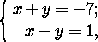 x + y = −7;
x − y = 1,